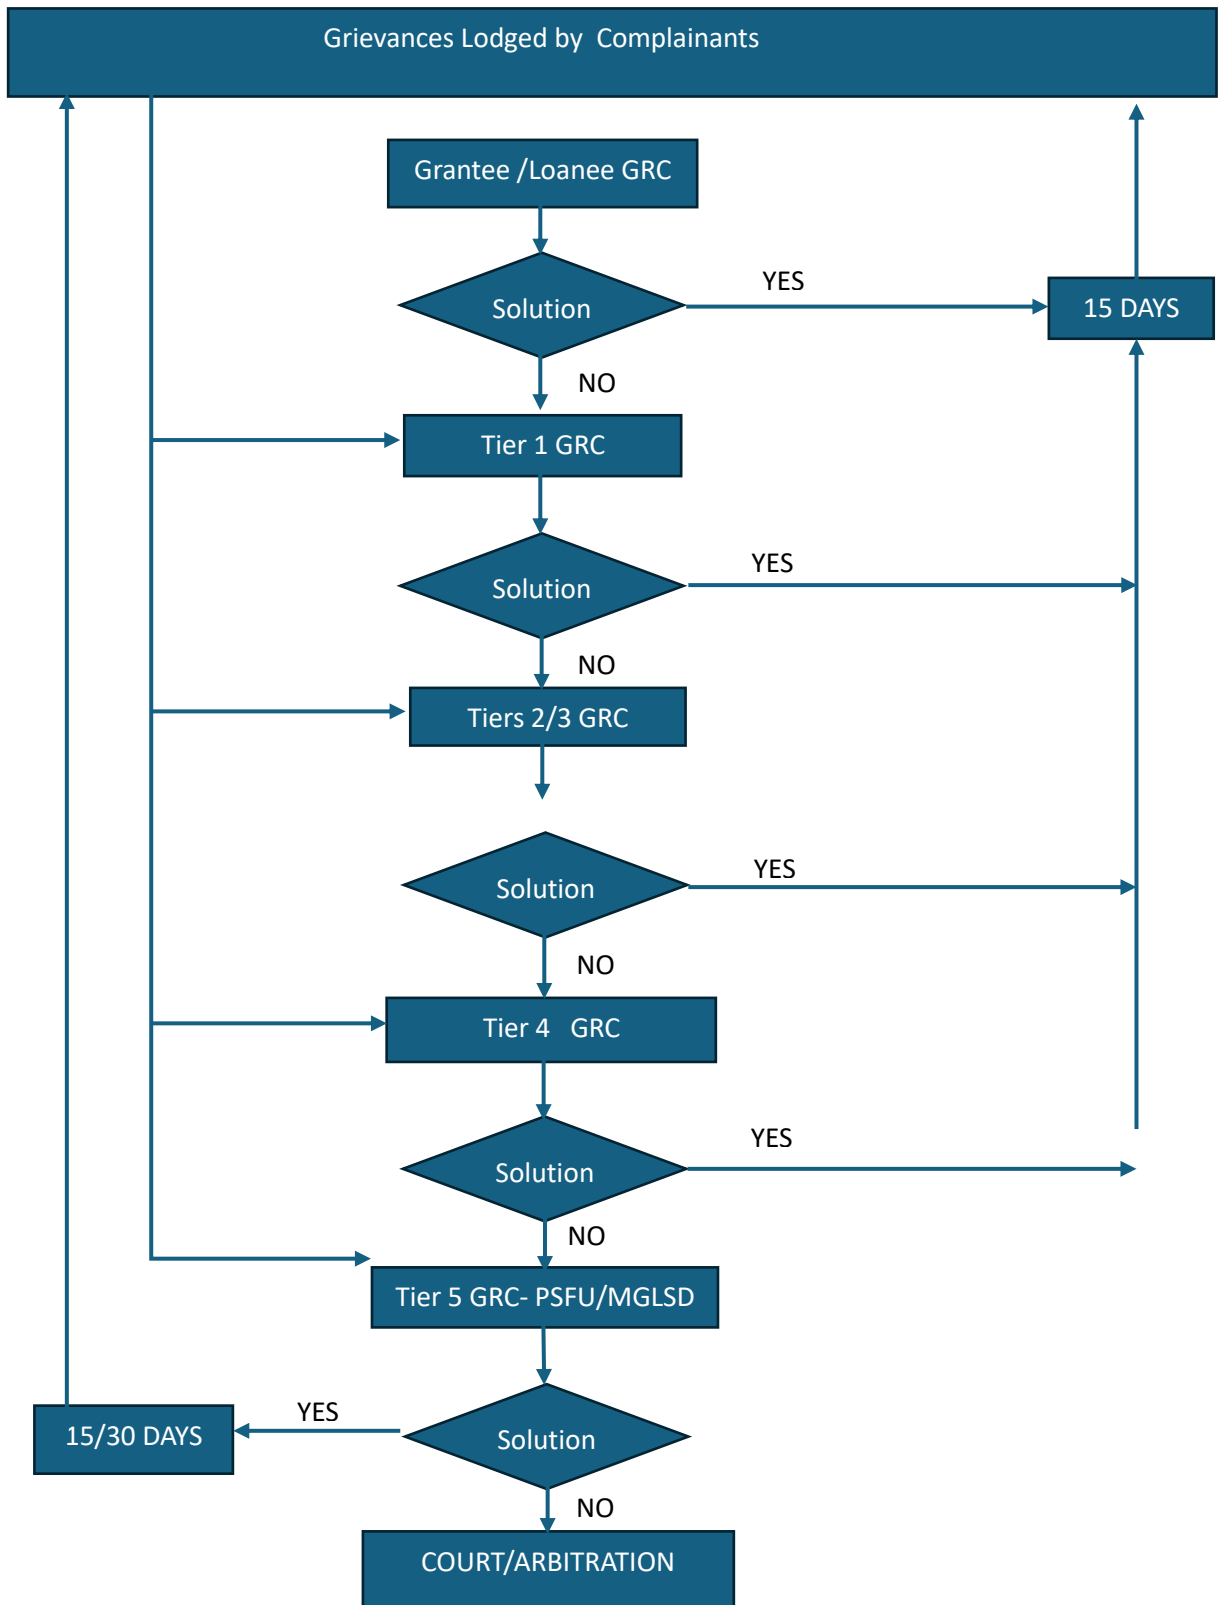 Grievances Lodged by  Complainants
Grantee /Loanee GRC
Solution
YES
15 DAYS
NO
Tier 1 GRC
Solution
YES
NO
Tiers 2/3 GRC
Solution
YES
NO
Tier 4   GRC
Solution
YES
NO
Tier 5 GRC- PSFU/MGLSD
15/30 DAYS
YES
Solution
NO
COURT/ARBITRATION